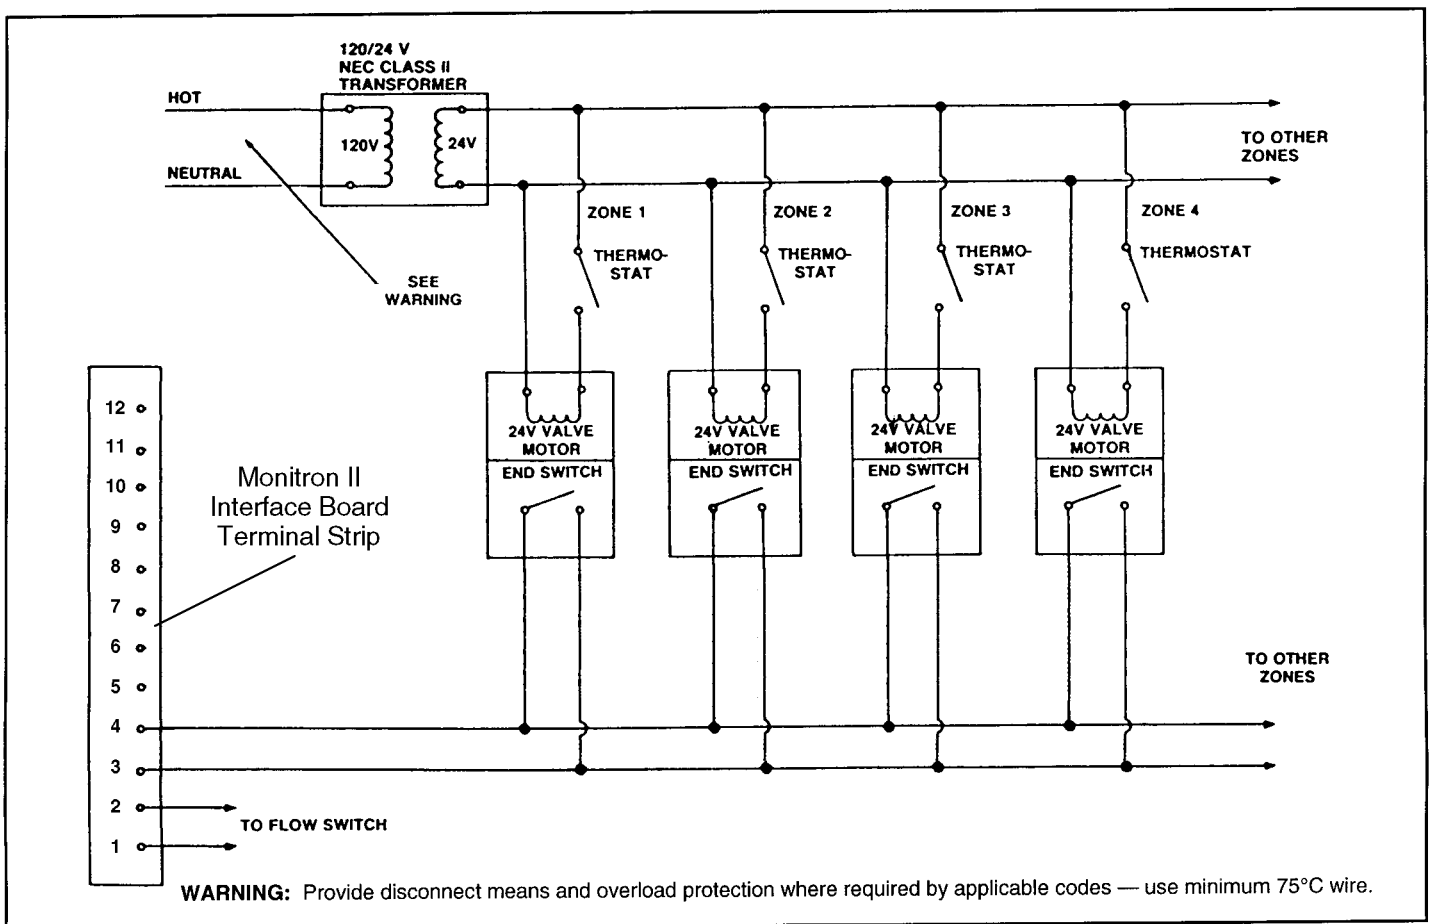 120/24 V
NEC CLASS II
TRANSFORMER
HOT
120V
24V
NEUTRAL
TO OTHER
ZONES
ZONE 1
ZONE 2
ZONE 3
ZONE 4
THERMO-
STAT
THERMO-
STAT
THERMO-
STAT
THERMOSTAT
SEE
WARNING
24V VALVE
MOTOR
END SWITCH
24V VALVE
MOTOR
END SWITCH
24V VALVE
MOTOR
END SWITCH
24V VALVE
MOTOR
END SWITCH
12
11
10
9
8
7
6
5
4
3
2
1
Monitron II
Interface Board
Terminal Strip
TO OTHER
ZONES
TO FLOW SWITCH
WARNING: Provide disconnect means and overload protection where required by applicable codes — use minimum 75°C wire.